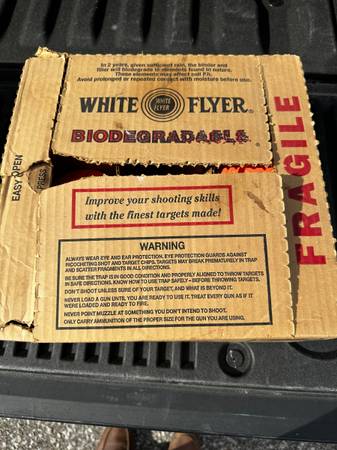 In 2 years, given sufficient rain, the binder and
filler will biodegrade to elements found in nature.
These elements may affect soil P.h.
Avoid prolonged or repeated contact with moisture before use.
WHITE FLYER®
WHITE
FLYER
BIODEGRADABLE®
EASY OPEN
PRESS
FRAGILE
Improve your shooting skills
with the finest targets made!
WARNING
ALWAYS WEAR EYE AND EAR PROTECTION. EYE PROTECTION GUARDS AGAINST
RICOCHETING SHOT AND TARGET CHIPS. TARGETS MAY BREAK PREMATURELY IN TRAP
AND SCATTER FRAGMENTS IN ALL DIRECTIONS.
BE SURE THE TRAP IS IN GOOD CONDITION AND PROPERLY ALIGNED TO THROW TARGETS
IN SAFE DIRECTIONS. KNOW HOW TO USE TRAP SAFELY - BEFORE THROWING TARGETS.
DON'T SHOOT UNLESS SURE OF YOUR TARGET, AND WHAT IS BEYOND IT.
NEVER LOAD A GUN UNTIL YOU ARE READY TO USE IT. TREAT EVERY GUN AS IF IT
WERE LOADED AND READY TO FIRE.
NEVER POINT MUZZLE AT SOMETHING YOU DON'T INTEND TO SHOOT.
ONLY CARRY AMMUNITION OF THE PROPER SIZE FOR THE GUN YOU ARE USING.